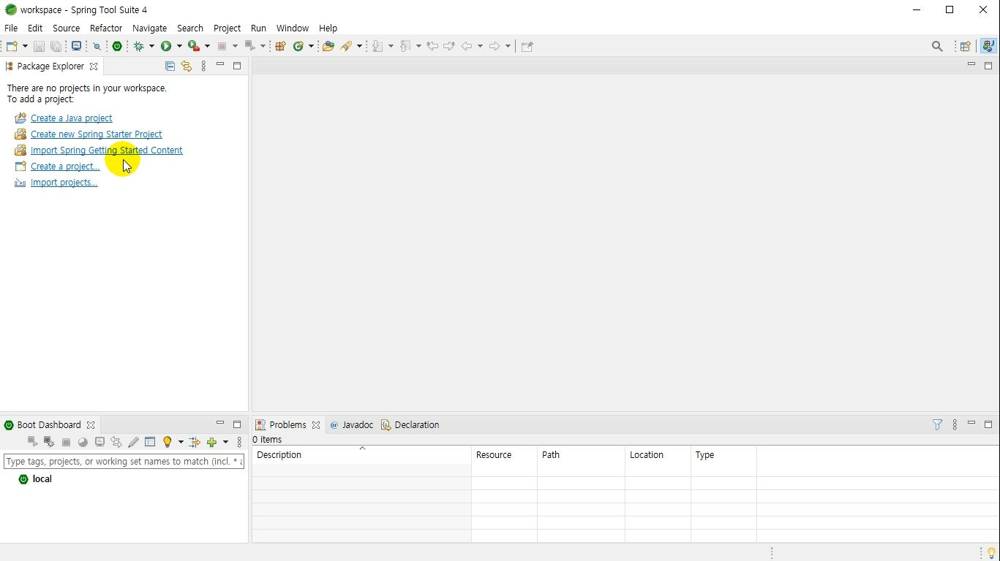 workspace - Spring Tool Suite 4
File Edit Source Refactor Navigate Search Project Run Window Help
Package Explorer
There are no projects in your workspace.
To add a project:
Create a Java project
Create new Spring Starter Project
Import Spring Getting Started Content
Create a project...
Import projects...
Boot Dashboard
Type tags, projects, or working set names to match (incl. *
local
Problems @ Javadoc Declaration
0 items
Description Resource Path Location Type